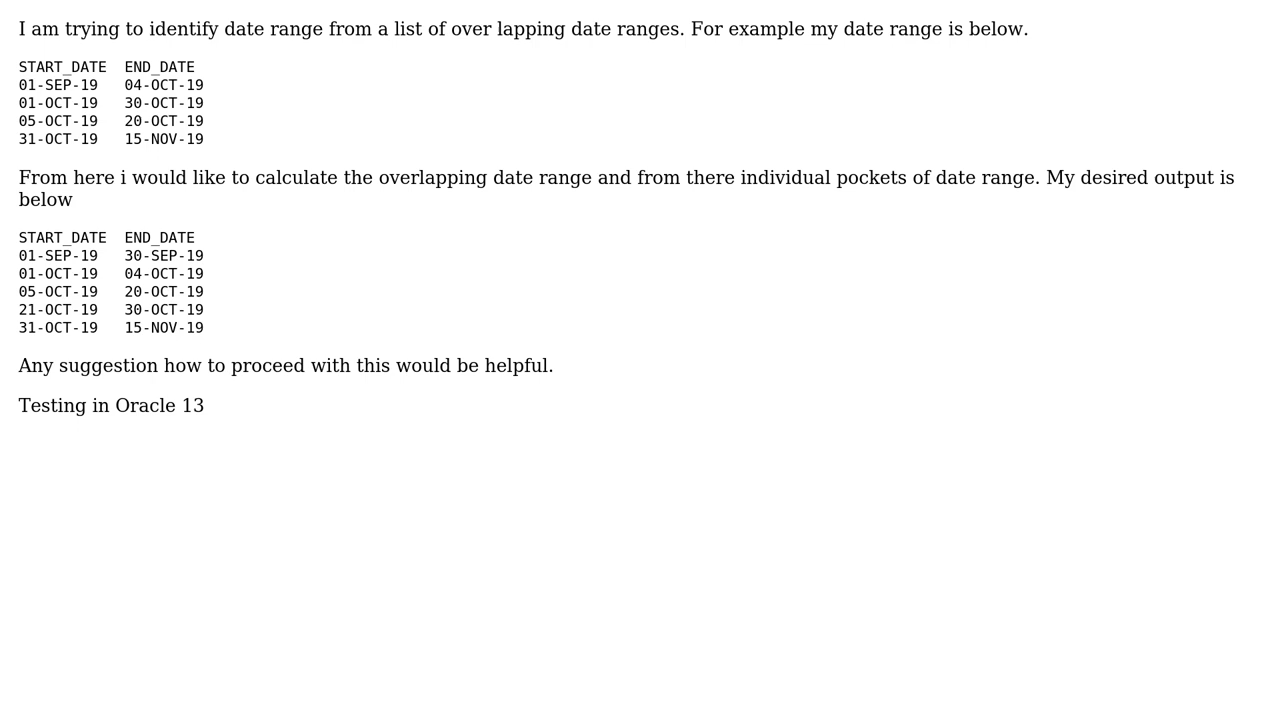 I am trying to identify date range from a list of over lapping date ranges. For example my date range is below.
START_DATE  END_DATE
01-SEP-19   04-OCT-19
01-OCT-19   30-OCT-19
05-OCT-19   20-OCT-19
31-OCT-19   15-NOV-19
From here i would like to calculate the overlapping date range and from there individual pockets of date range. My desired output is
below
START_DATE  END_DATE
01-SEP-19   30-SEP-19
01-OCT-19   04-OCT-19
05-OCT-19   20-OCT-19
21-OCT-19   30-OCT-19
31-OCT-19   15-NOV-19
Any suggestion how to proceed with this would be helpful.
Testing in Oracle 13